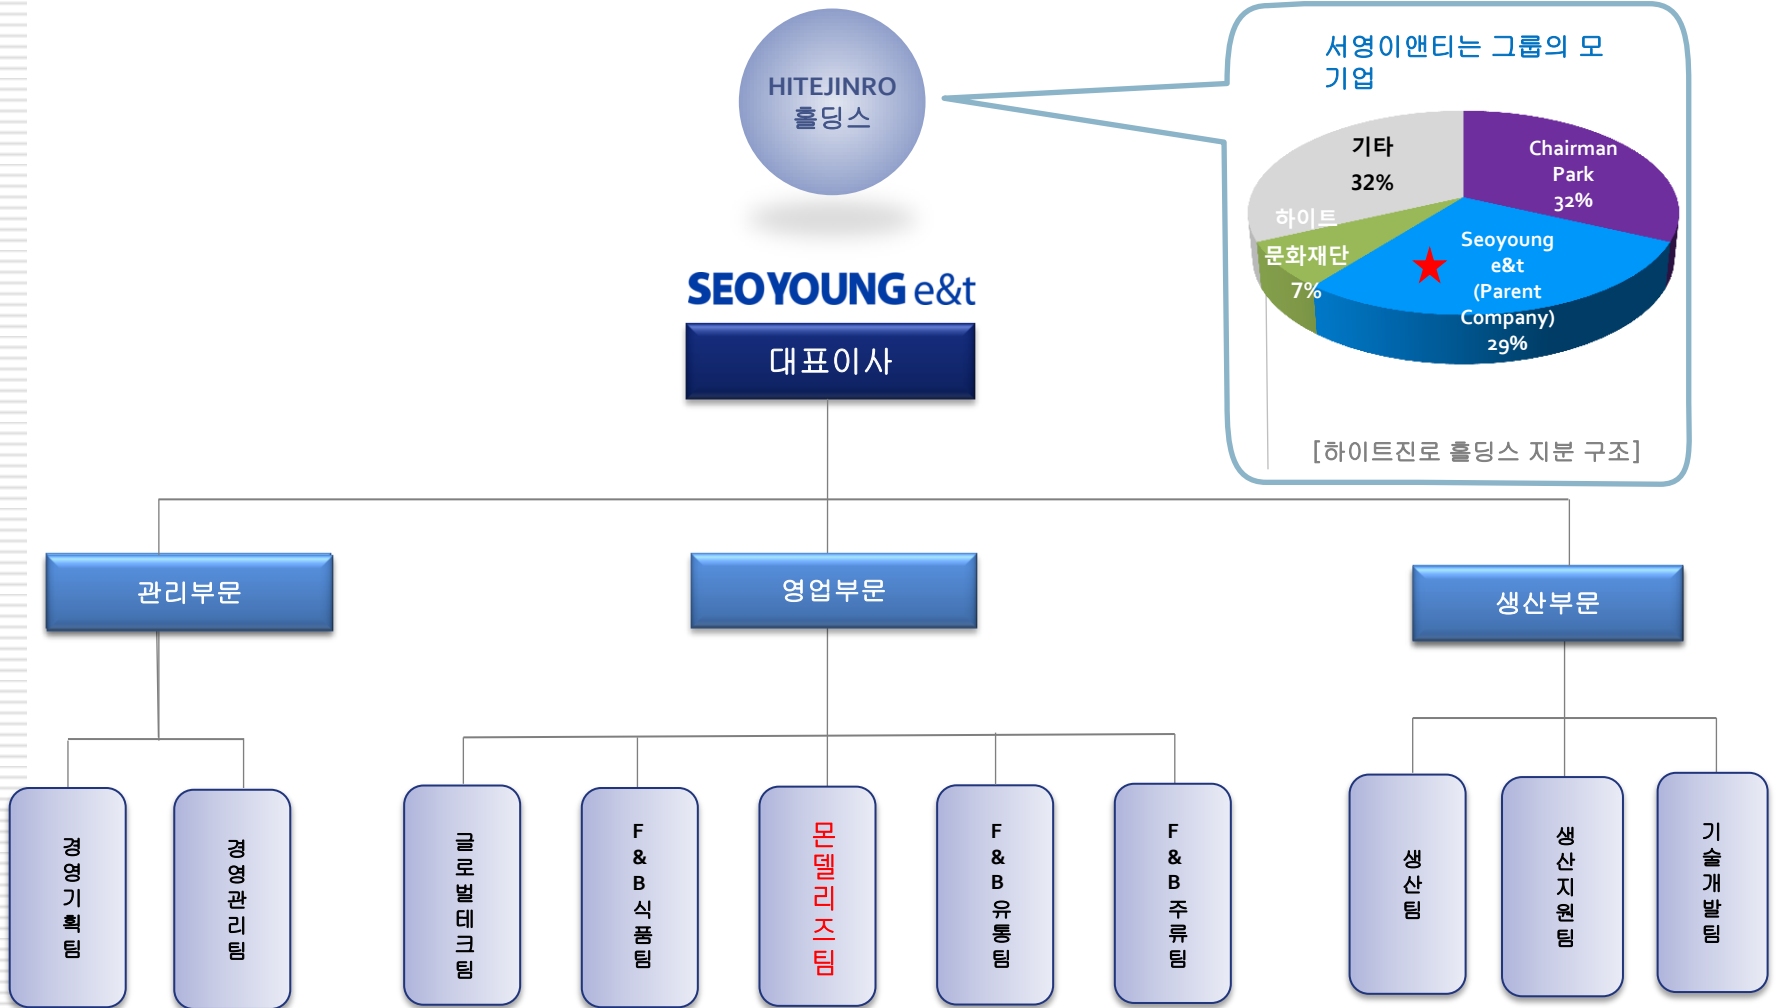 HITEJINRO
홀딩스
서영이앤티는 그룹의 모
기업
기타
32%
Chairman
Park
32%
하이트
문화재단
7%
Seoyoung
e&t
(Parent
Company)
29%
[하이트진로 홀딩스 지분 구조]
SEOYOUNG e&t
대표이사
관리부문
영업부문
생산부문
경영기획팀
경영관리팀
글로벌테크팀
F&B식품팀
몬델리즈팀
F&B유통팀
F&B주류팀
생산팀
생산지원팀
기술개발팀